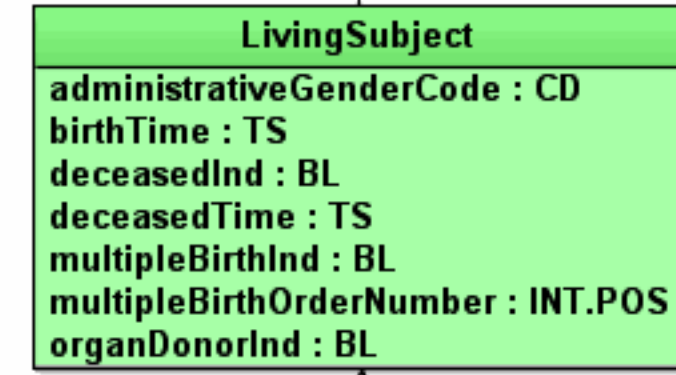 LivingSubject
administrativeGenderCode : CD
birthTime : TS
deceasedInd : BL
deceasedTime : TS
multipleBirthInd : BL
multipleBirthOrderNumber : INT.POS
organDonorInd : BL